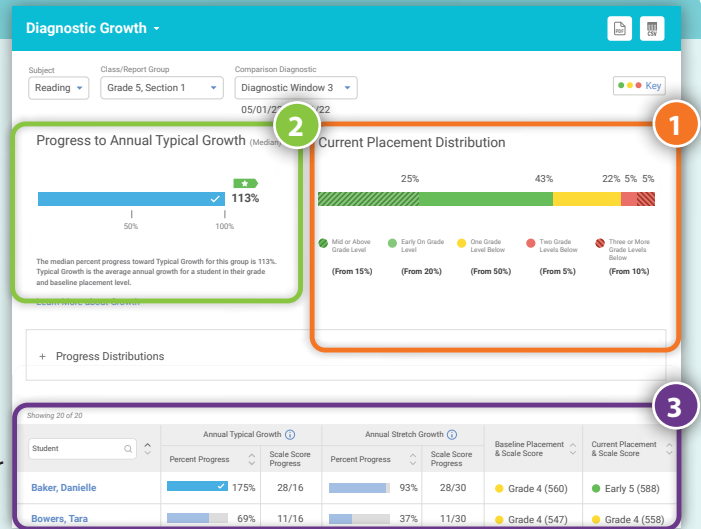 Diagnostic Growth
PDF
CSV
Subject
Class/Report Group
Comparison Diagnostic
Reading
Grade 5, Section 1
Diagnostic Window 3
Key
05/01/22
/22
2
1
Progress to Annual Typical Growth (Median)
Current Placement Distribution
113%
50%
100%
25%
43%
22%
5%
5%
Mid or Above Grade Level
Early On Grade Level
One Grade Level Below
Two Grade Levels Below
Three or More Grade Levels Below
(From 15%)
(From 20%)
(From 50%)
(From 5%)
(From 10%)
The median percent progress toward Typical Growth for this group is 113%.
Typical Growth is the average annual growth for a student in their grade
and baseline placement level.
Learn More about Growth
+ Progress Distributions
3
Showing 20 of 20
Student
Annual Typical Growth
Annual Stretch Growth
Baseline Placement & Scale Score
Current Placement & Scale Score
Percent Progress
Scale Score Progress
Percent Progress
Scale Score Progress
Baker, Danielle
175%
28/16
93%
28/30
Grade 4 (560)
Early 5 (588)
Bowers, Tara
69%
11/16
37%
11/30
Grade 4 (547)
Grade 4 (558)